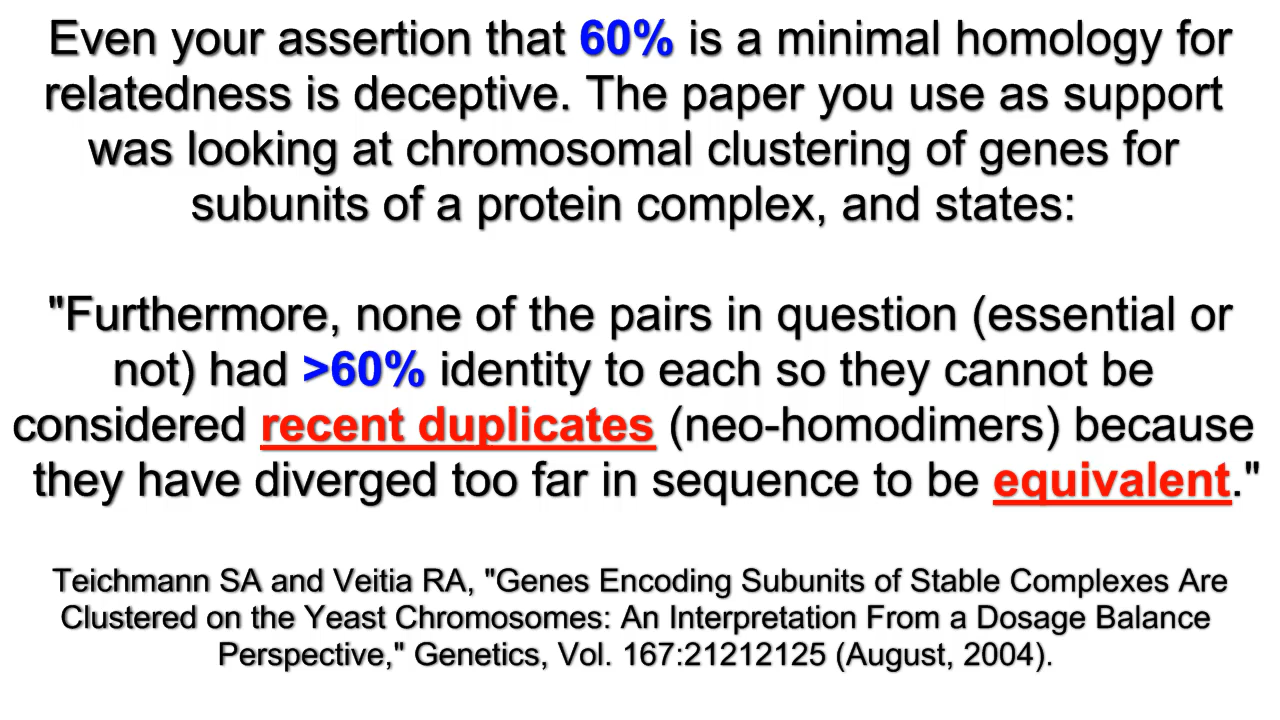 Even your assertion that 60% is a minimal homology for
relatedness is deceptive. The paper you use as support
was looking at chromosomal clustering of genes for
subunits of a protein complex, and states:
"Furthermore, none of the pairs in question (essential or
not) had >60% identity to each so they cannot be
considered recent duplicates (neo-homodimers) because
they have diverged too far in sequence to be equivalent."
Teichmann SA and Veitia RA, "Genes Encoding Subunits of Stable Complexes Are
Clustered on the Yeast Chromosomes: An Interpretation From a Dosage Balance
Perspective," Genetics, Vol. 167:21212125 (August, 2004).